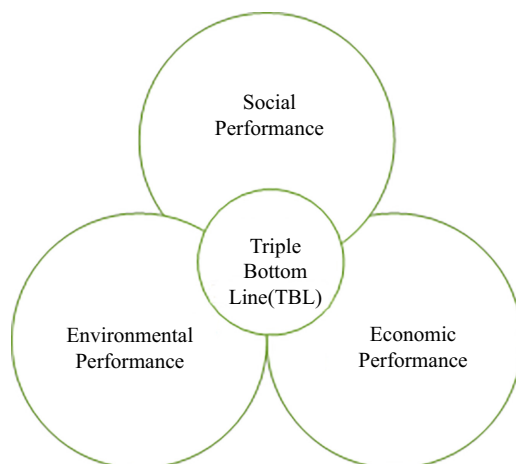 Social
Performance
Triple
Bottom
Line(TBL)
Environmental
Performance
Economic
Performance